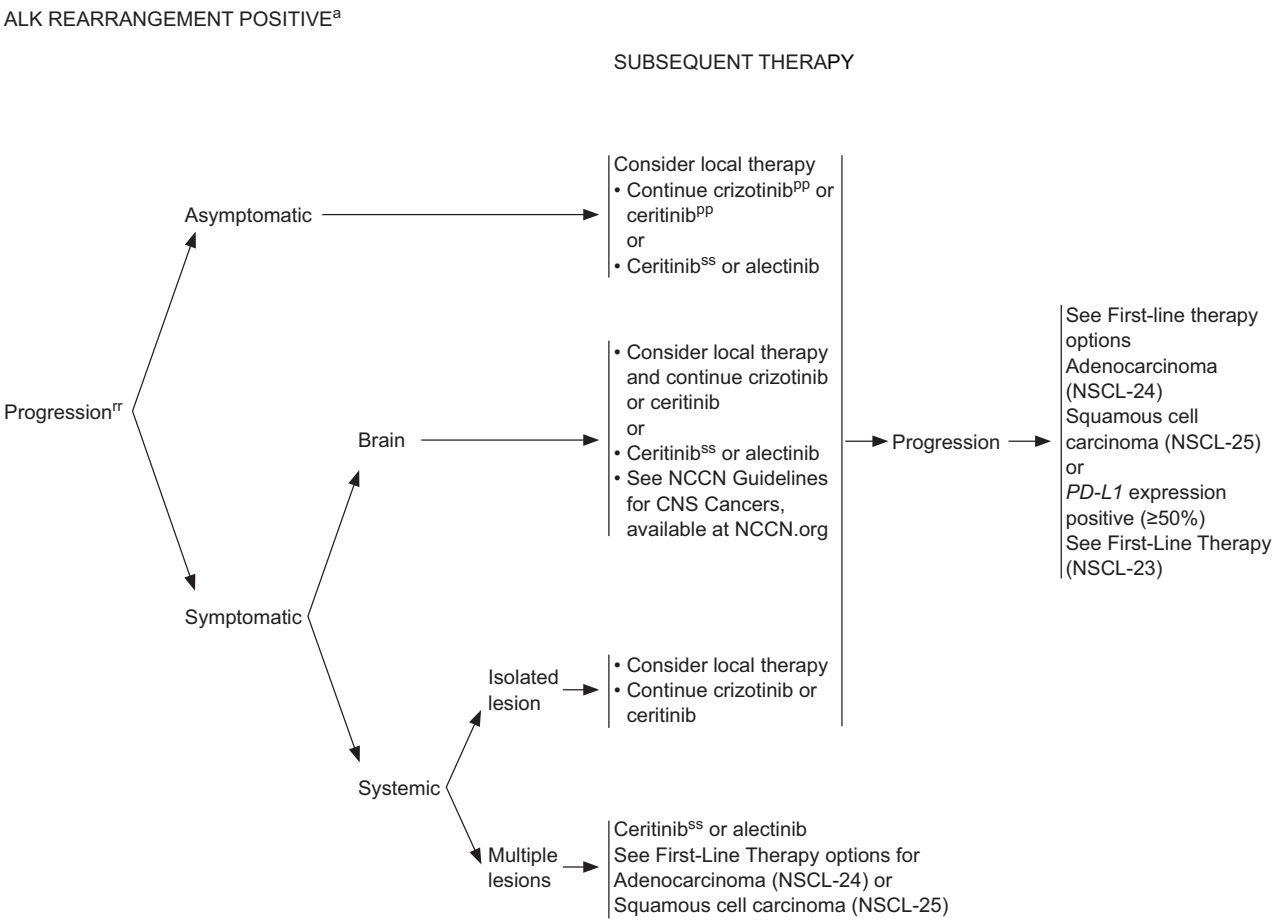 ALK REARRANGEMENT POSITIVEa
SUBSEQUENT THERAPY
Progressionrr
Asymptomatic
Consider local therapy
• Continue crizotinibpp or
ceritinibpp
or
• Ceritinibss or alectinib
Symptomatic
Brain
• Consider local therapy
and continue crizotinib
or ceritinib
or
• Ceritinibss or alectinib
• See NCCN Guidelines
for CNS Cancers,
available at NCCN.org
Systemic
Isolated
lesion
• Consider local therapy
• Continue crizotinib or
ceritinib
Multiple
lesions
Ceritinibss or alectinib
See First-Line Therapy options for
Adenocarcinoma (NSCL-24) or
Squamous cell carcinoma (NSCL-25)
Progression
See First-line therapy
options
Adenocarcinoma
(NSCL-24)
Squamous cell
carcinoma (NSCL-25)
or
PD-L1 expression
positive (≥50%)
See First-Line Therapy
(NSCL-23)